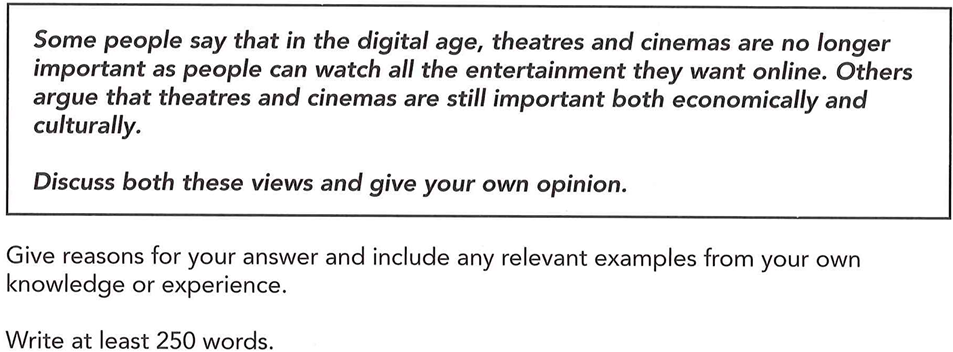 Some people say that in the digital age, theatres and cinemas are no longer
important as people can watch all the entertainment they want online. Others
argue that theatres and cinemas are still important both economically and
culturally.
Discuss both these views and give your own opinion.
Give reasons for your answer and include any relevant examples from your own
knowledge or experience.
Write at least 250 words.